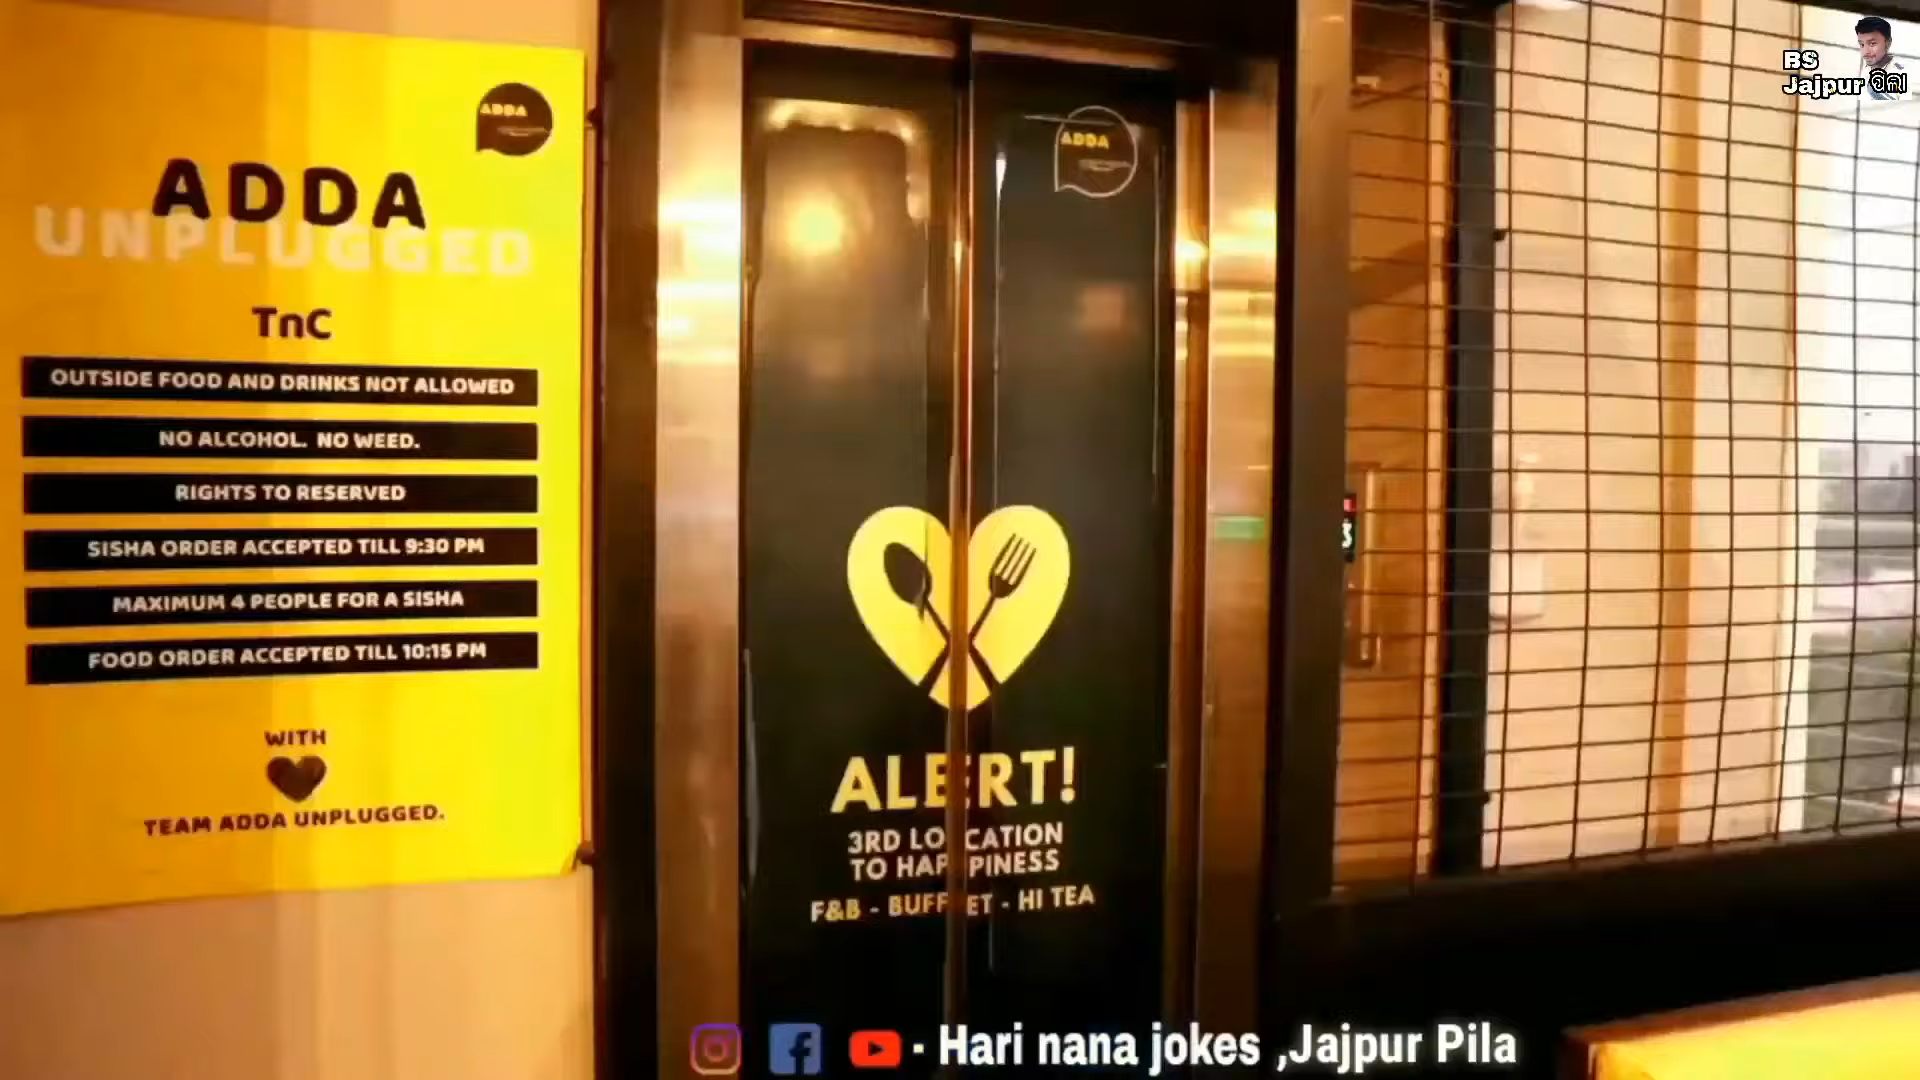 ADDA
ADDA
UNPLUGGED
TnC
OUTSIDE FOOD AND DRINKS NOT ALLOWED
NO ALCOHOL. NO WEED.
RIGHTS TO RESERVED
SISHA ORDER ACCEPTED TILL 9:30 PM
MAXIMUM 4 PEOPLE FOR A SISHA
FOOD ORDER ACCEPTED TILL 10:15 PM
WITH
TEAM ADDA UNPLUGGED.
ADDA
ALERT!
3RD LOCATION
TO HAPPINESS
F&B - BUFFET - HI TEA
BS
Jajpur ପିଲା
- Hari nana jokes ,Jajpur Pila